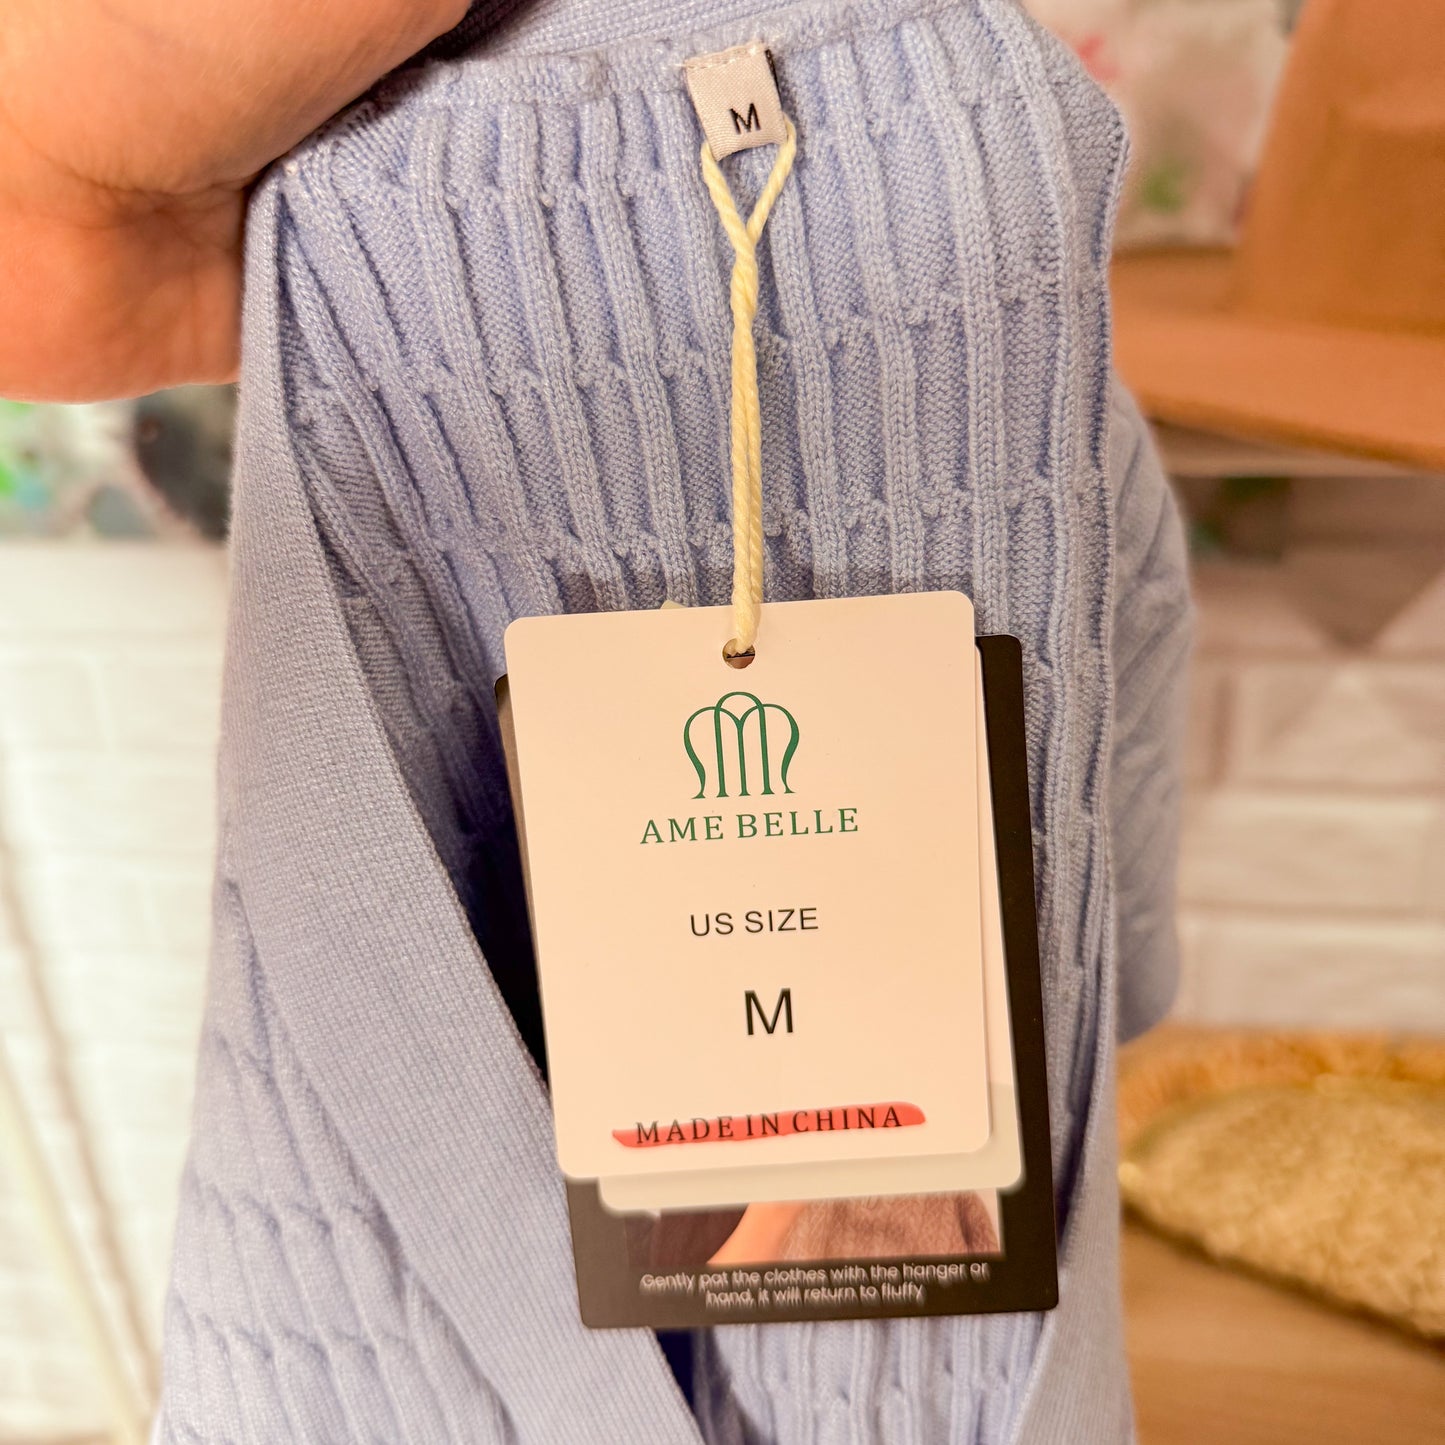 M
AME BELLE
US SIZE
M
MADE IN CHINA
Gently pat the clothes with the hanger or
hand, it will return to fluffy